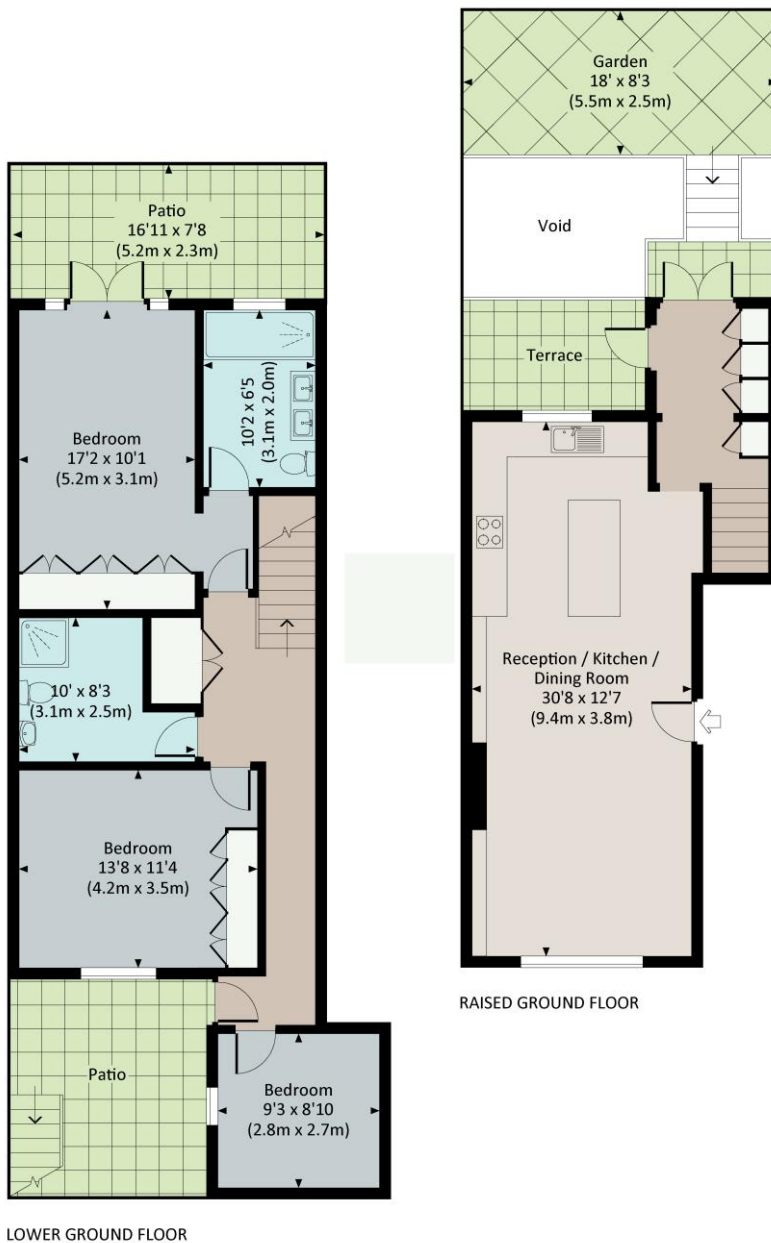 Patio
16'11 x 7'8
(5.2m x 2.3m)
Bedroom
17'2 x 10'1
(5.2m x 3.1m)
10'2 x 6'5
(3.1m x 2.0m)
10' x 8'3
(3.1m x 2.5m)
Bedroom
13'8 x 11'4
(4.2m x 3.5m)
Patio
Bedroom
9'3 x 8'10
(2.8m x 2.7m)
LOWER GROUND FLOOR
Garden
18' x 8'3
(5.5m x 2.5m)
Void
Terrace
Reception / Kitchen /
Dining Room
30'8 x 12'7
(9.4m x 3.8m)
RAISED GROUND FLOOR